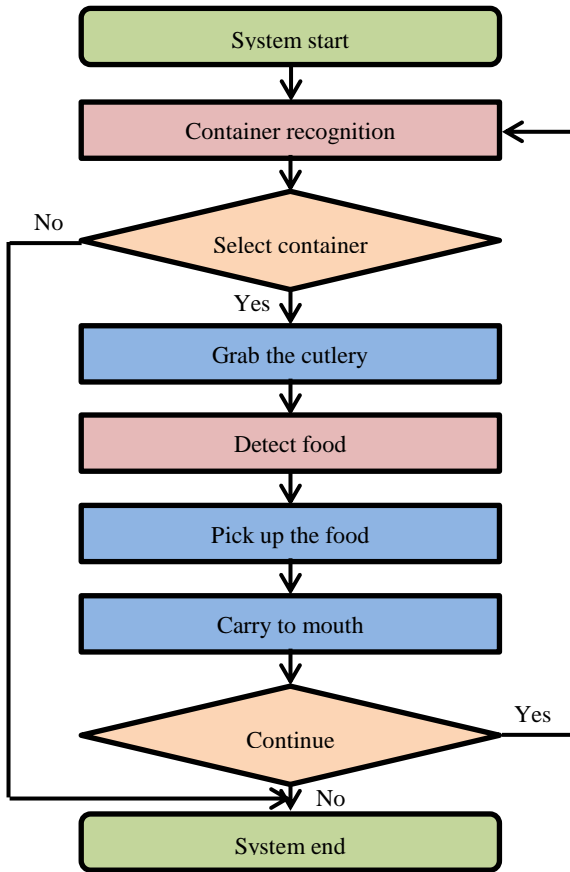 System start
Container recognition
No
Select container
Yes
Grab the cutlery
Detect food
Pick up the food
Carry to mouth
Yes
Continue
No
System end